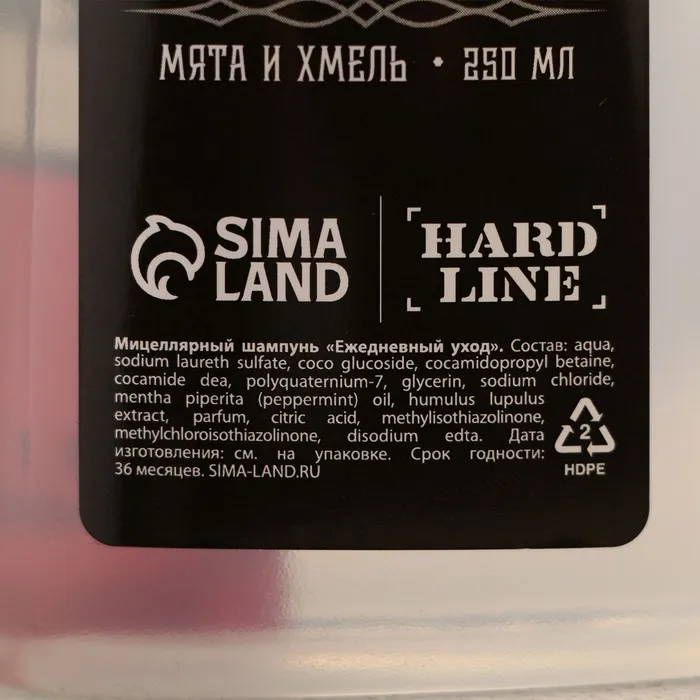 МЯТА И ХМЕЛЬ • 250 МЛ
SIMA LAND
HARD LINE
Мицеллярный шампунь «Ежедневный уход». Состав: aqua,
sodium laureth sulfate, coco glucoside, cocamidopropyl betaine,
cocamide dea, polyquaternium-7, glycerin, sodium chloride,
mentha piperita (peppermint) oil, humulus lupulus
extract, parfum, citric acid, methylisothiazolinone,
methylchloroisothiazolinone, disodium edta. Дата
изготовления: см. на упаковке. Срок годности:
36 месяцев. SIMA-LAND.RU
2
HDPE